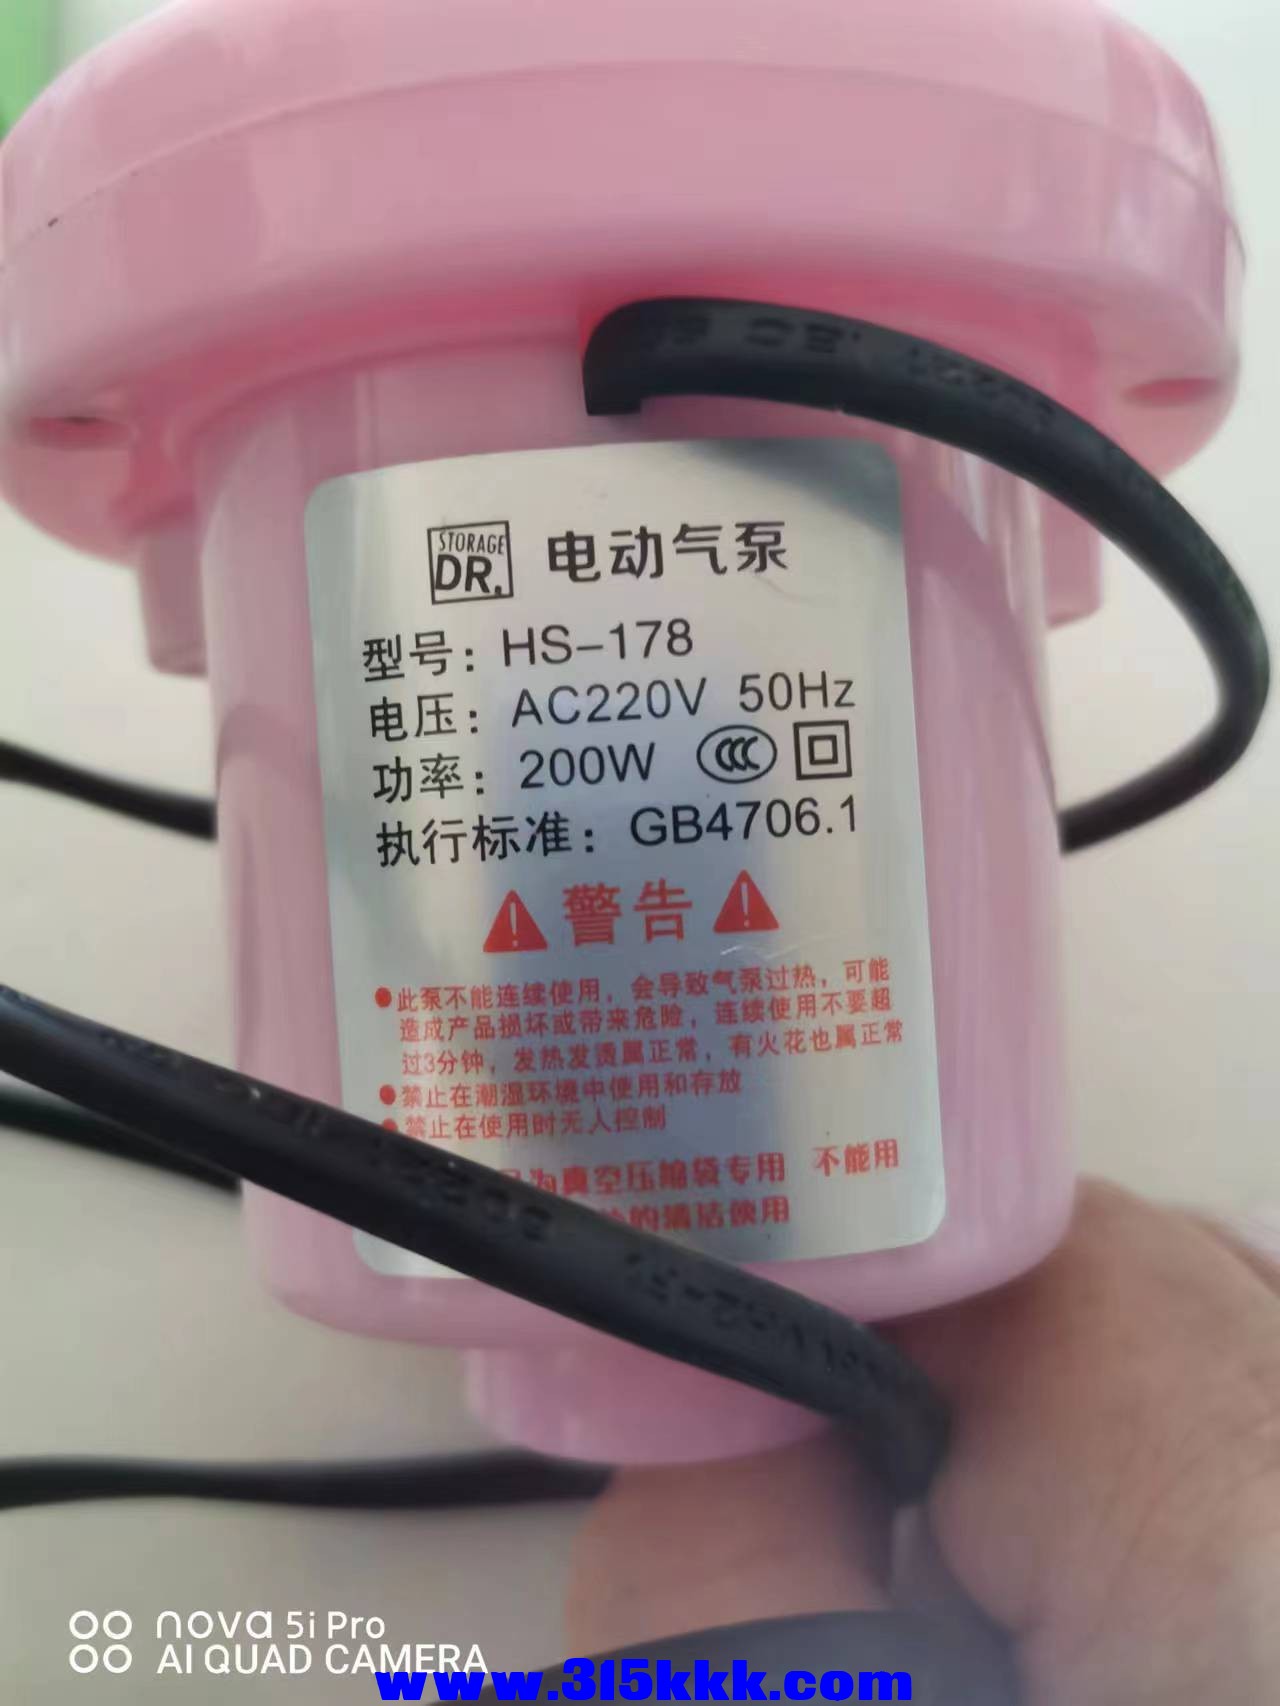 STORAGE
DR.
电动气泵
型号：HS-178
电压：AC220V 50Hz
功率：200W CCC
执行标准：GB4706.1
警告
●此泵不能连续使用，会导致气泵过热，可能
造成产品损坏或带来危险，连续使用不要超
过3分钟，发热发烫属正常，有火花也属正常
●禁止在潮湿环境中使用和存放
●禁止在使用时无人控制
为真空压缩袋专用 不能用
的清洁使用
nova 5i Pro
AI QUAD CAMERA
www.315kkk.com